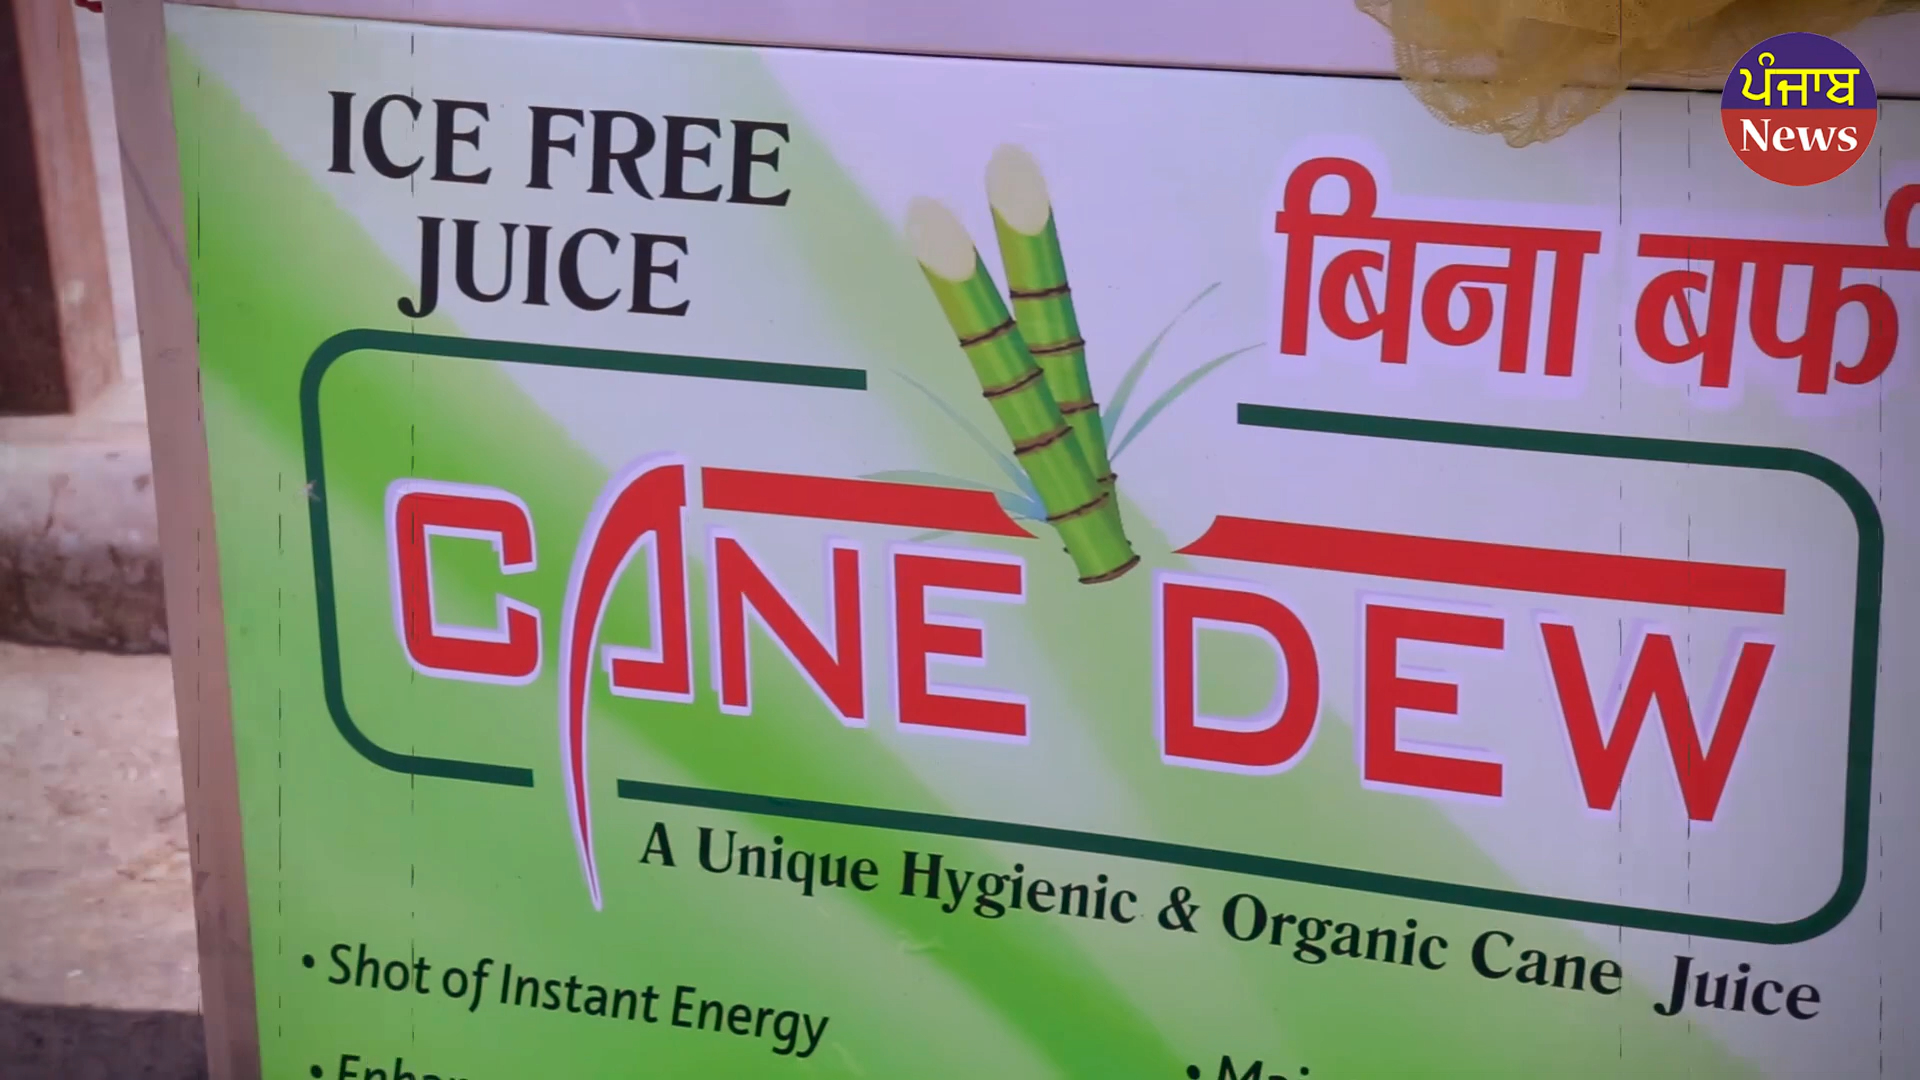 ਪੰਜਾਬ
News
ICE FREE
JUICE
बिना बर्फ
CANE DEW
A Unique Hygienic & Organic Cane Juice
• Shot of Instant Energy